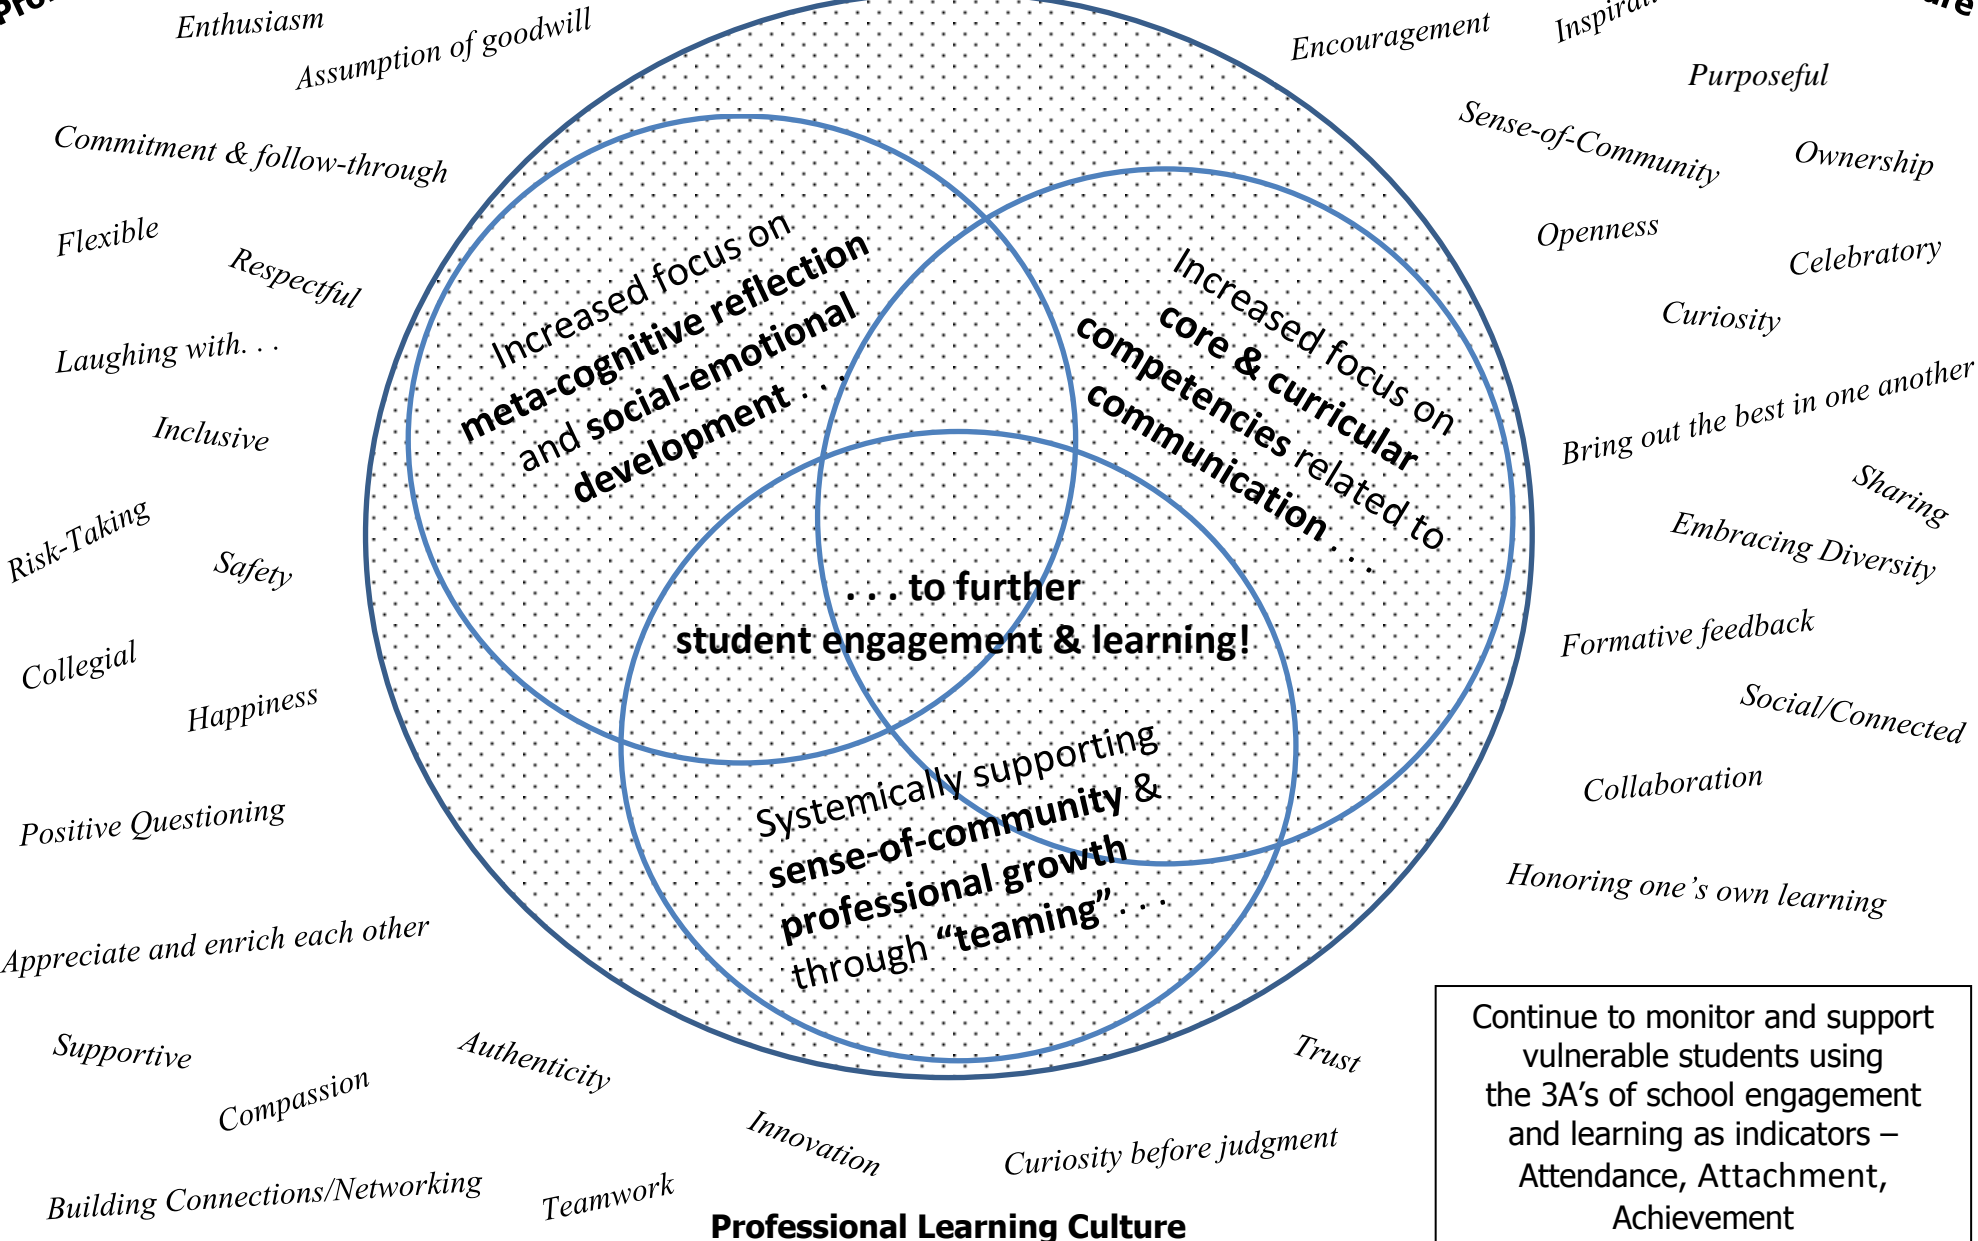 Enthusiasm
Assumption of goodwill
Commitment & follow-through
Flexible
Respectful
Laughing with. . .
Inclusive
Risk-Taking
Safety
Collegial
Happiness
Positive Questioning
Appreciate and enrich each other
Supportive
Compassion
Authenticity
Building Connections/Networking
Teamwork
Innovation
Increased focus on
meta-cognitive reflection
and social-emotional
development . . .
Increased focus on
core & curricular
competencies related to
communication . . .
. . . to further
student engagement & learning!
Systemically supporting
sense-of-community &
professional growth
through “teaming” . . .
Encouragement
Purposeful
Sense-of-Community
Ownership
Openness
Celebratory
Curiosity
Bring out the best in one another
Sharing
Embracing Diversity
Formative feedback
Social/Connected
Collaboration
Honoring one’s own learning
Trust
Curiosity before judgment
Professional Learning Culture
Continue to monitor and support
vulnerable students using
the 3A’s of school engagement
and learning as indicators –
Attendance, Attachment,
Achievement